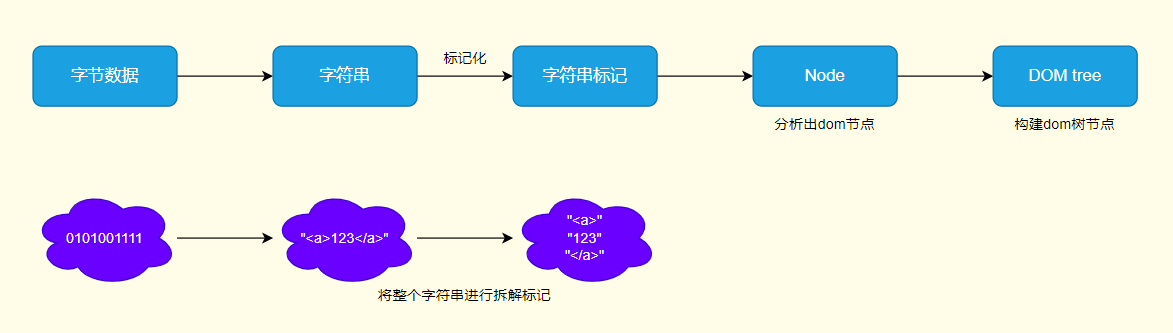 标记化
字节数据
字符串
字符串标记
Node
DOM tree
分析出dom节点
构建dom树节点
0101001111
"<a>123</a>"
"<a>"
"123"
"</a>"
将整个字符串进行拆解标记